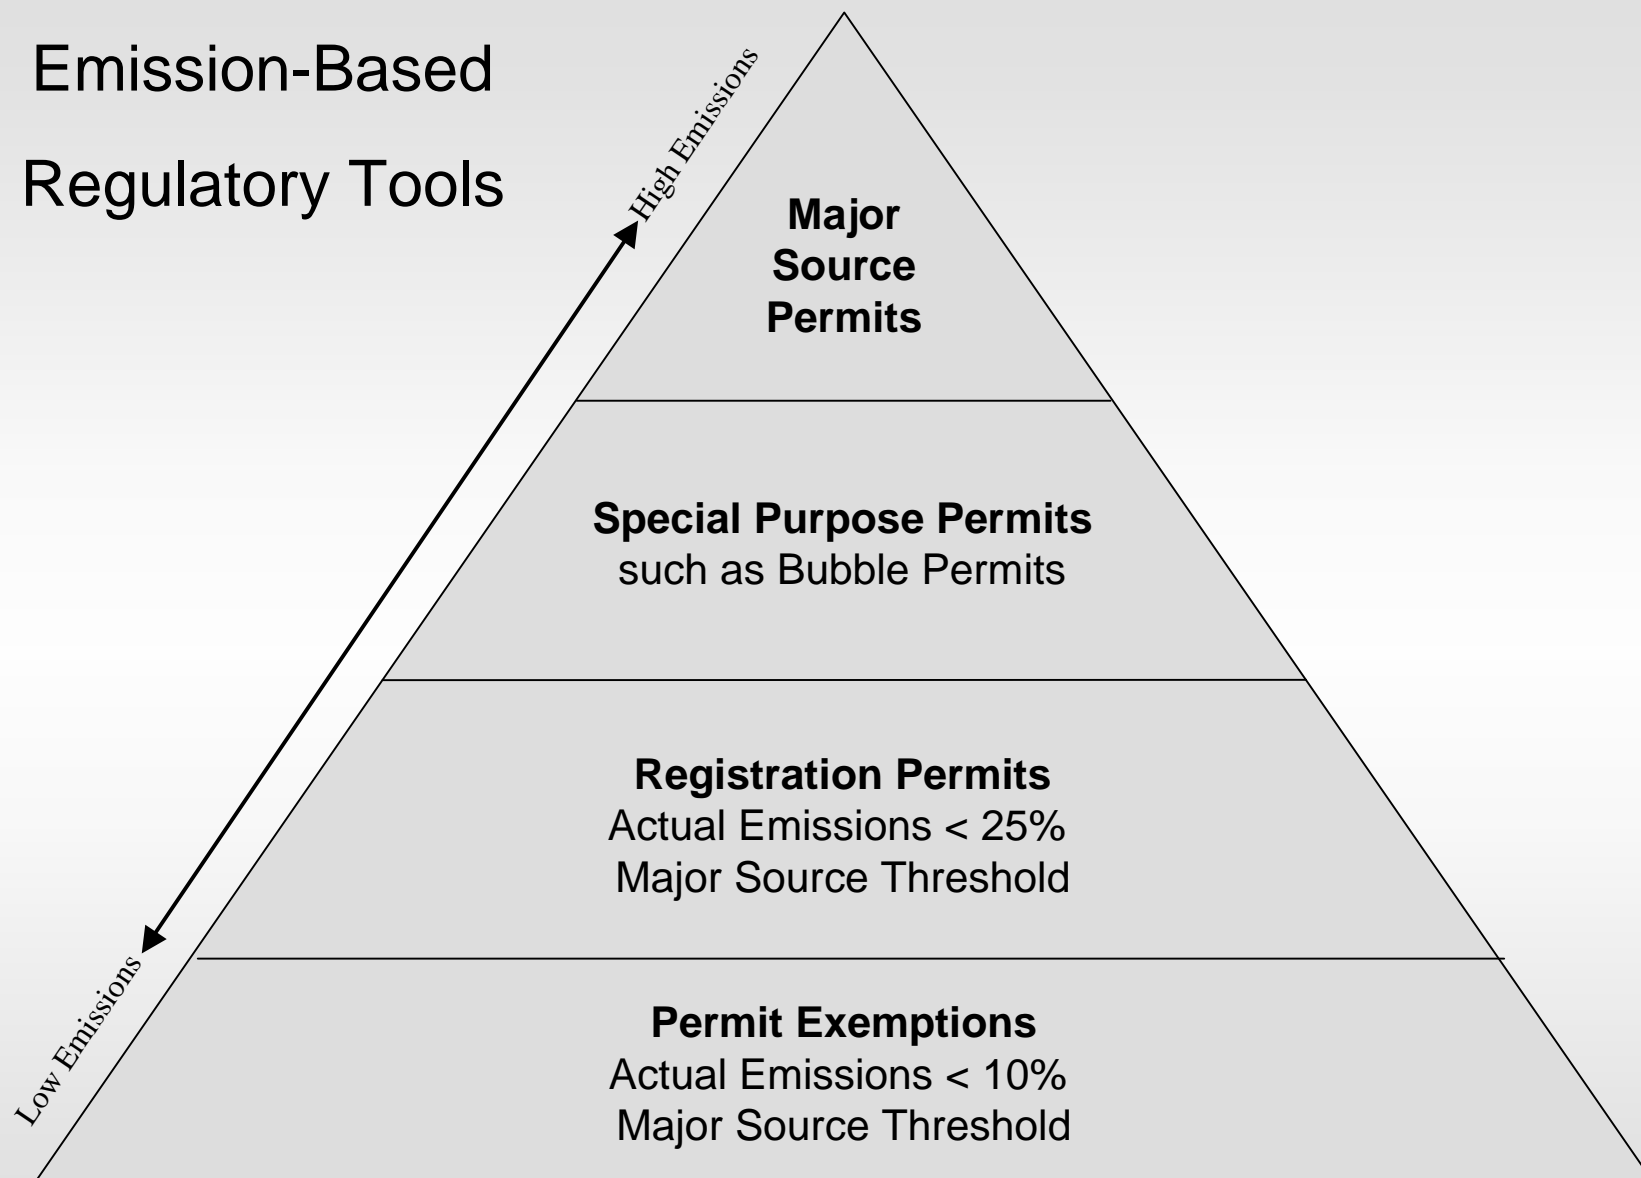 Emission-Based
Regulatory Tools
High Emissions
Major
Source
Permits
Special Purpose Permits
such as Bubble Permits
Registration Permits
Actual Emissions < 25%
Major Source Threshold
Low Emissions
Permit Exemptions
Actual Emissions < 10%
Major Source Threshold